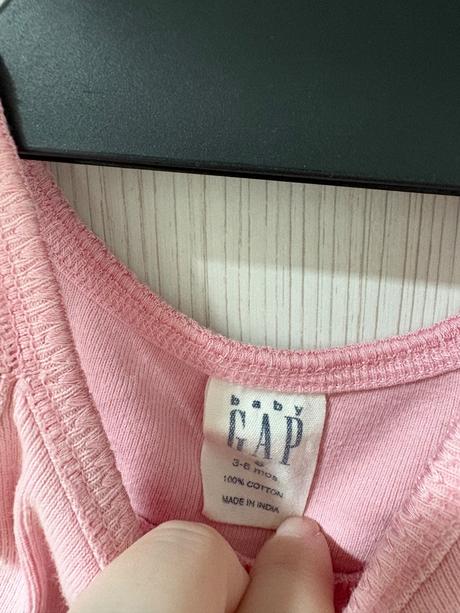 baby
GAP
3-6 mos
100% COTTON
MADE IN INDIA